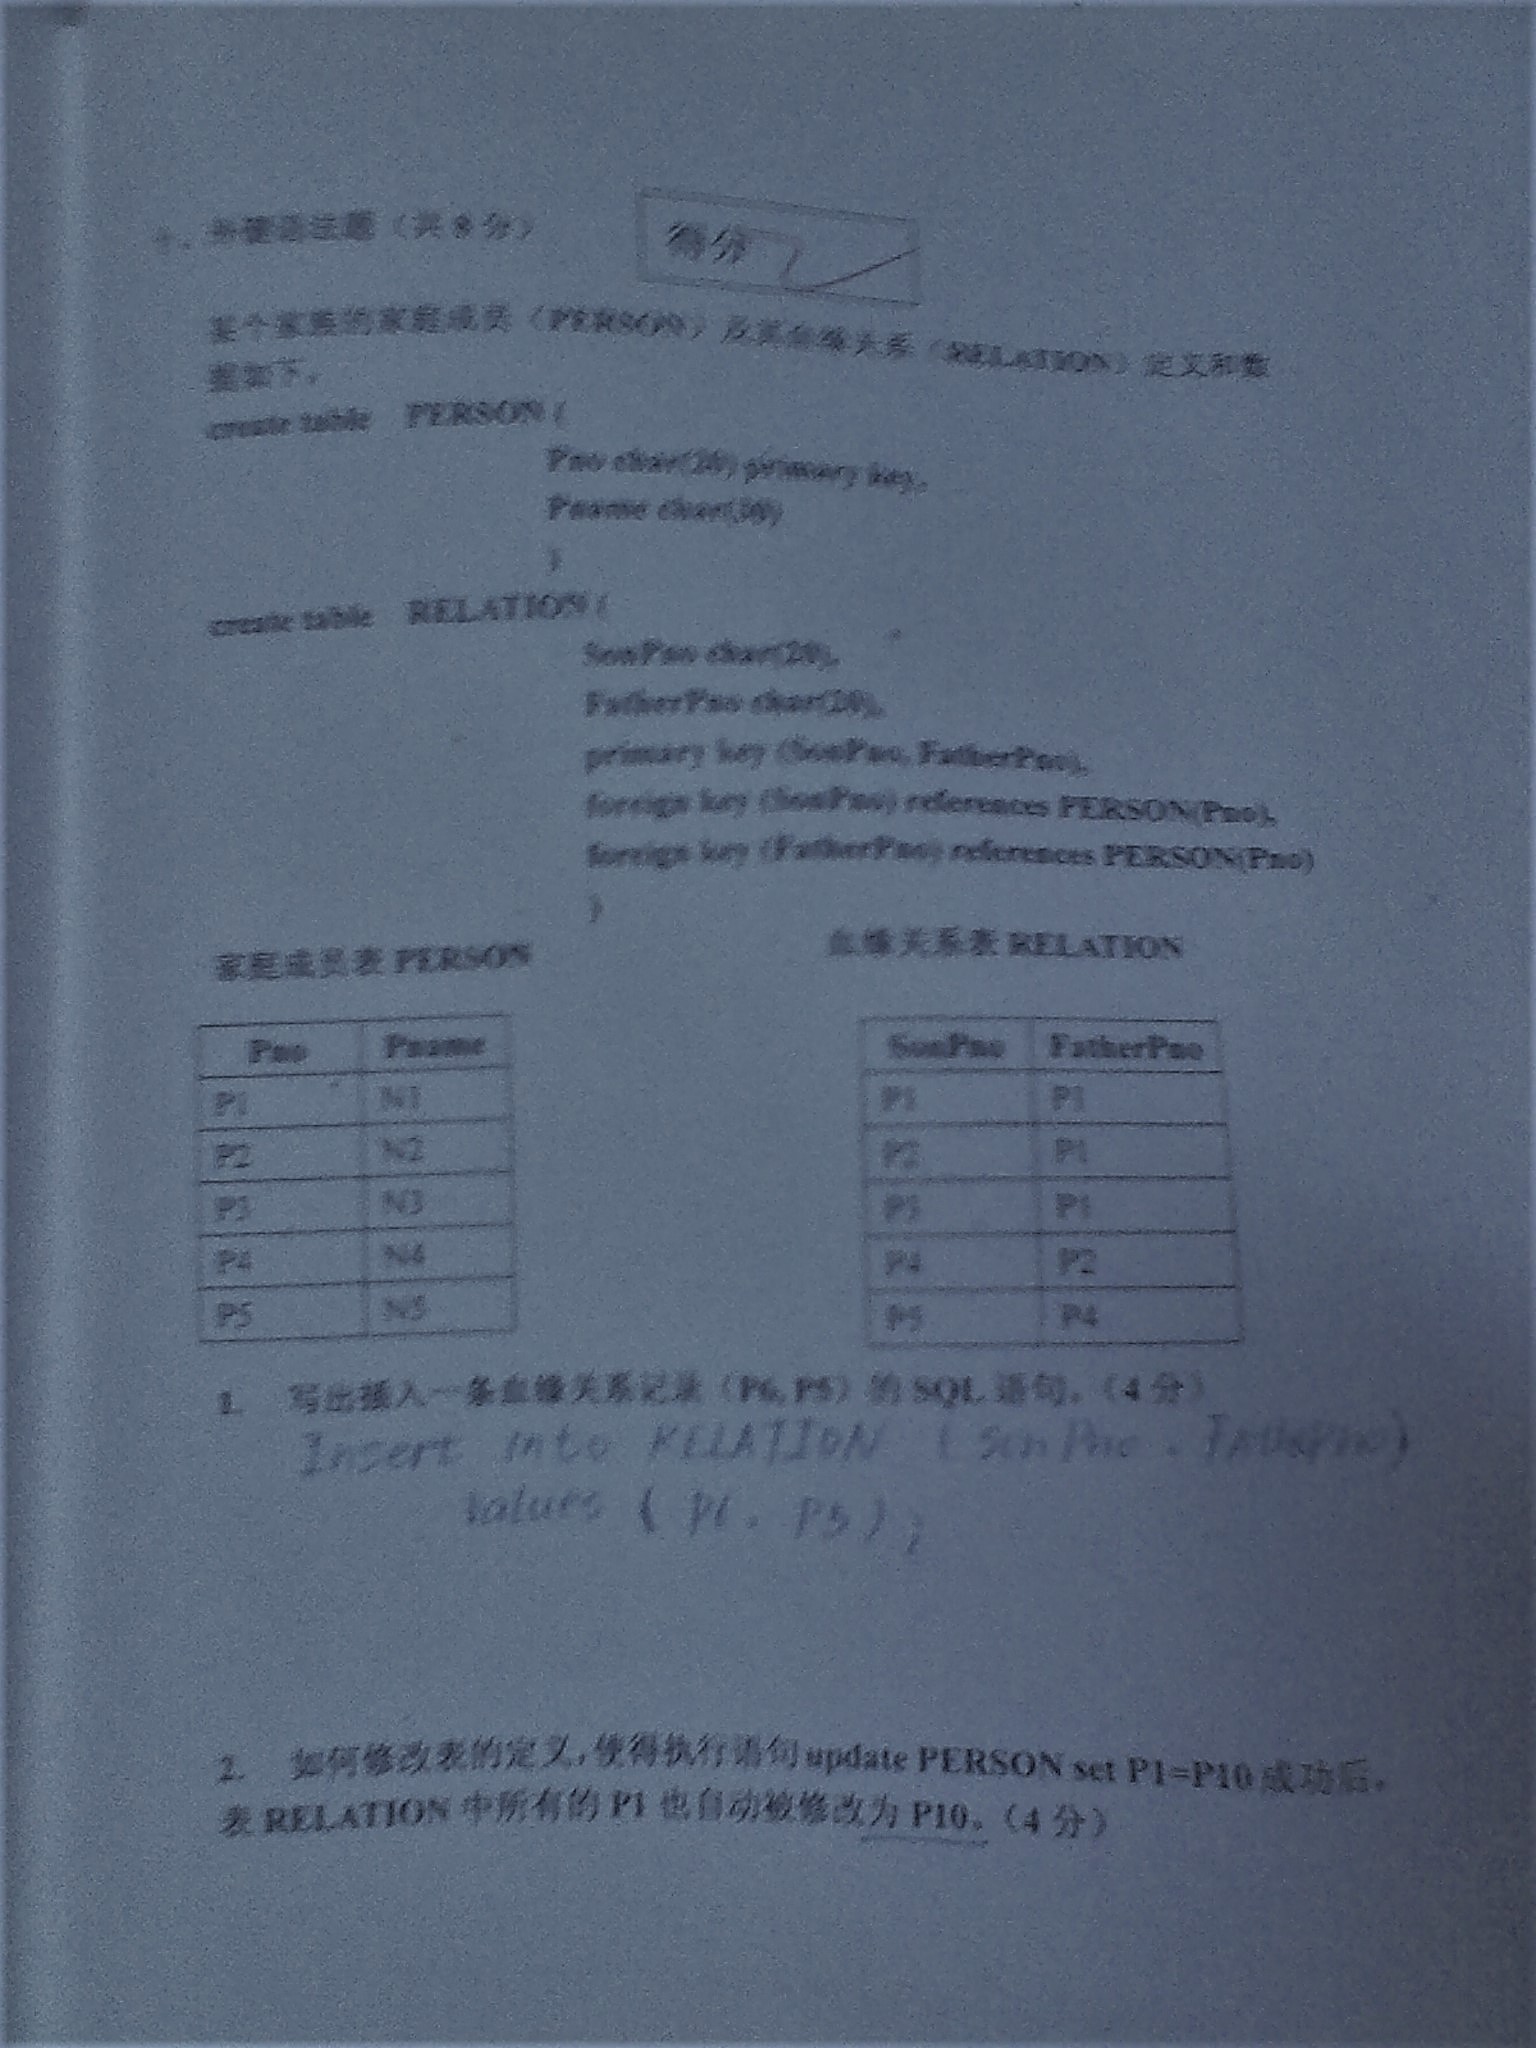 得分
某个家族的家庭成员（PERSON）及其血缘关系（RELATION）定义和数
据如下。
create table PERSON (
Pno char(20) primary key,
Pname char(30)
)
create table RELATION (
SonPno char(20),
FatherPno char(20),
primary key (SonPno, FatherPno),
foreign key (SonPno) references PERSON(Pno),
foreign key (FatherPno) references PERSON(Pno)
)
家庭成员表 PERSON
血缘关系表 RELATION
Pno Pname
P1 N1
P2 N2
P3 N3
P4 N4
P5 N5
SonPno FatherPno
P1 P1
P2 P1
P3 P1
P4 P2
P5 P4
1. 写出插入一条血缘关系记录（P6, P5）的 SQL 语句。（4 分）
Insert into RELATION (SonPno,
values (
P5);
2. 如何修改表的定义，使得执行语句 update PERSON set P1=P10 成功后，
表 RELATION 中所有的 P1 也自动被修改为 P10。（4 分）